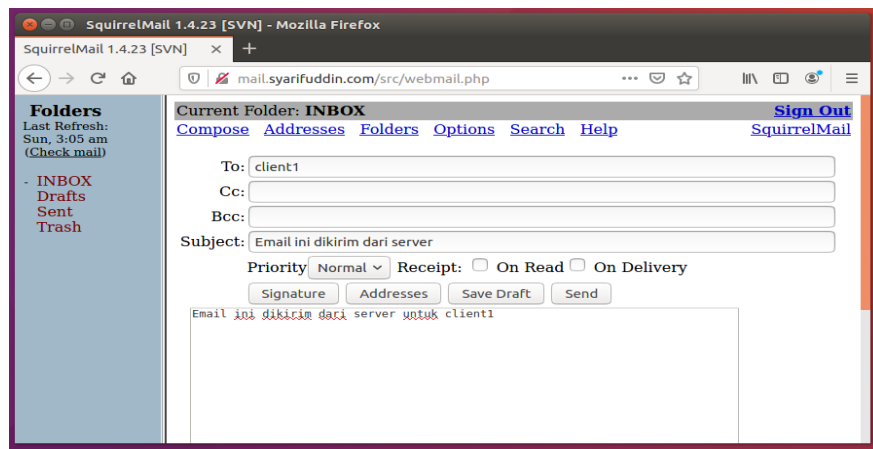 SquirrelMail 1.4.23 [SVN] - Mozilla Firefox
SquirrelMail 1.4.23 [SVN] × +
mail.syarifuddin.com/src/webmail.php
Folders
Last Refresh:
Sun, 3:05 am
(Check mail)
- INBOX
Drafts
Sent
Trash
Current Folder: INBOX Sign Out
Compose Addresses Folders Options Search Help SquirrelMail
To: client1
Cc:
Bcc:
Subject: Email ini dikirim dari server
Priority Normal Receipt: On Read On Delivery
Signature Addresses Save Draft Send
Email ini dikirim dari server untuk client1